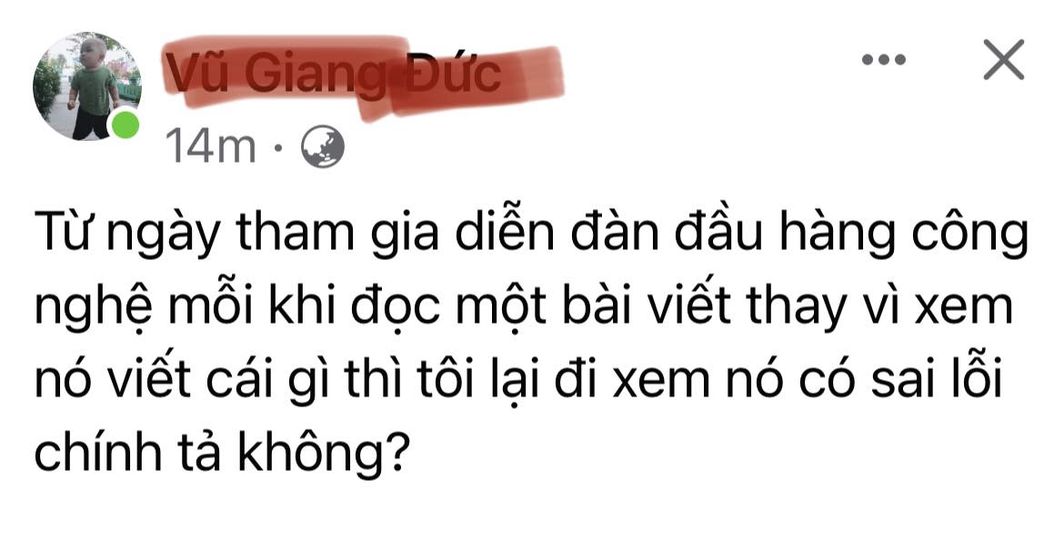 Vũ Giang Đức
14m
Từ ngày tham gia diễn đàn đầu hàng công
nghệ mỗi khi đọc một bài viết thay vì xem
nó viết cái gì thì tôi lại đi xem nó có sai lỗi
chính tả không?